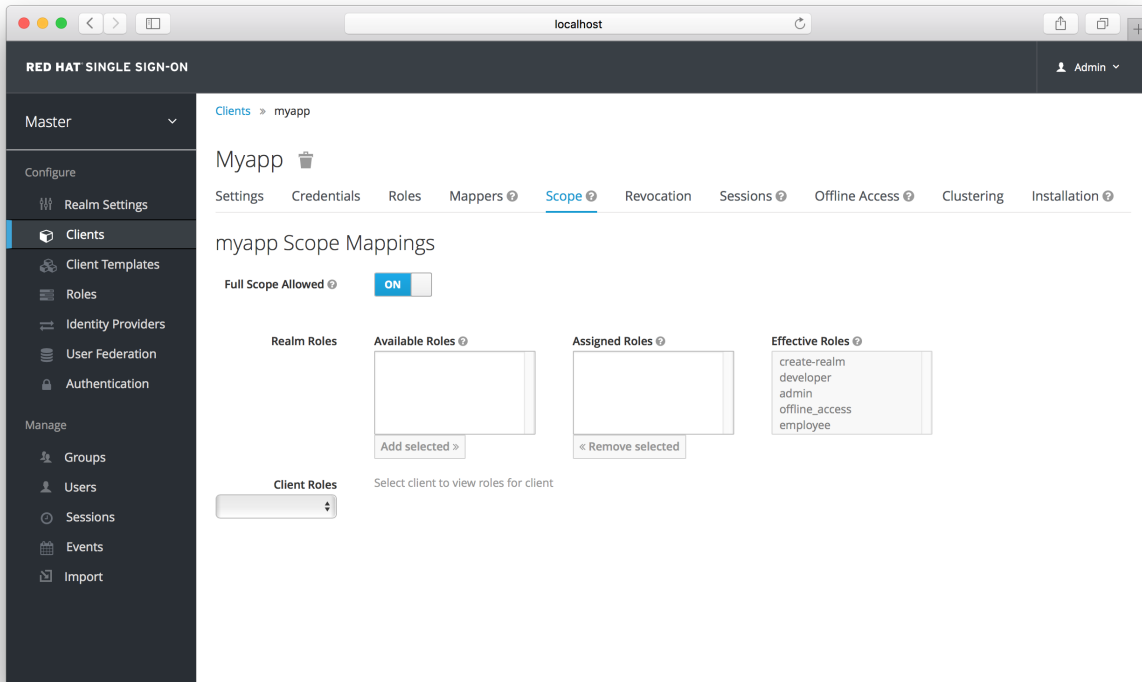 localhost
RED HAT SINGLE SIGN-ON
Admin
Master
Configure
Realm Settings
Clients
Client Templates
Roles
Identity Providers
User Federation
Authentication
Manage
Groups
Users
Sessions
Events
Import
Clients » myapp
Myapp
Settings Credentials Roles Mappers Scope Revocation Sessions Offline Access Clustering Installation
myapp Scope Mappings
Full Scope Allowed ON
Realm Roles Available Roles Assigned Roles Effective Roles
create-realm
developer
admin
offline_access
employee
Add selected » « Remove selected
Client Roles Select client to view roles for client